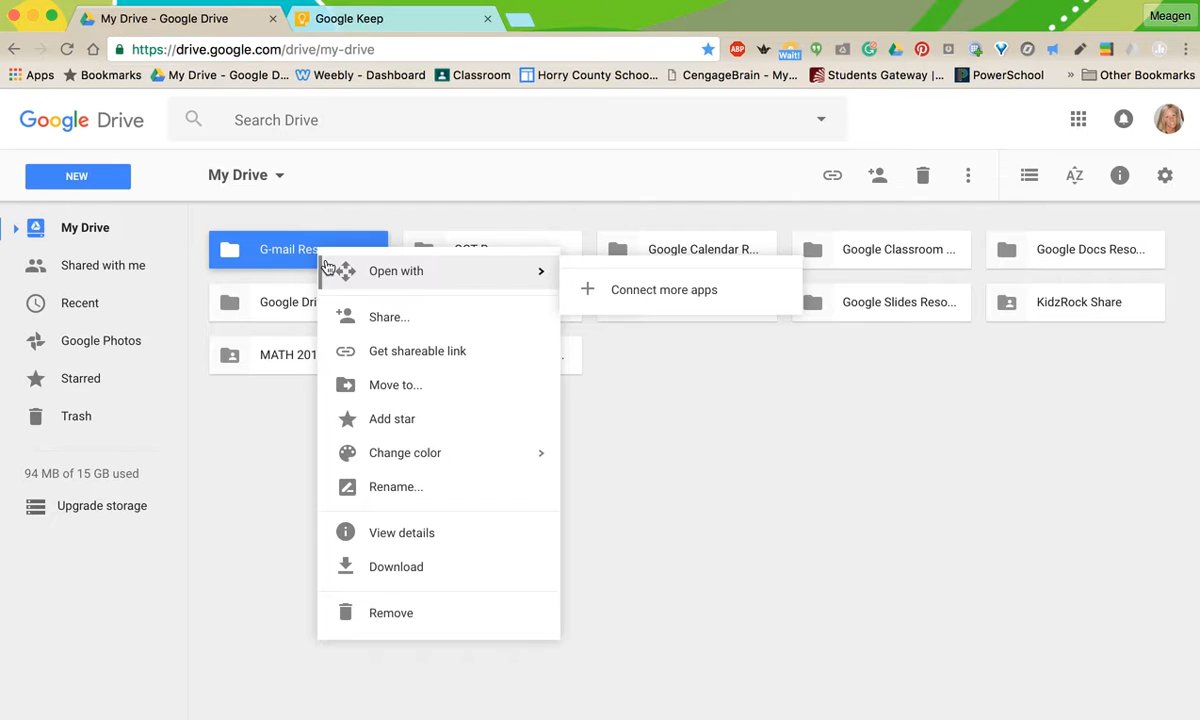 My Drive - Google Drive
Google Keep
Meagen
https://drive.google.com/drive/my-drive
ABP
Wait!
Apps
Bookmarks
My Drive - Google D...
Weebly - Dashboard
Classroom
Horry County Schoo...
CengageBrain - My...
Students Gateway |...
PowerSchool
»
Other Bookmarks
Google Drive
Search Drive
NEW
My Drive
AZ
My Drive
Shared with me
Recent
Google Photos
Starred
Trash
94 MB of 15 GB used
Upgrade storage
G-mail Res
Google Calendar R...
Google Classroom ...
Google Docs Reso...
Google Dri
Google Slides Reso...
KidzRock Share
MATH 201
Open with
Connect more apps
Share...
Get shareable link
Move to...
Add star
Change color
Rename...
View details
Download
Remove